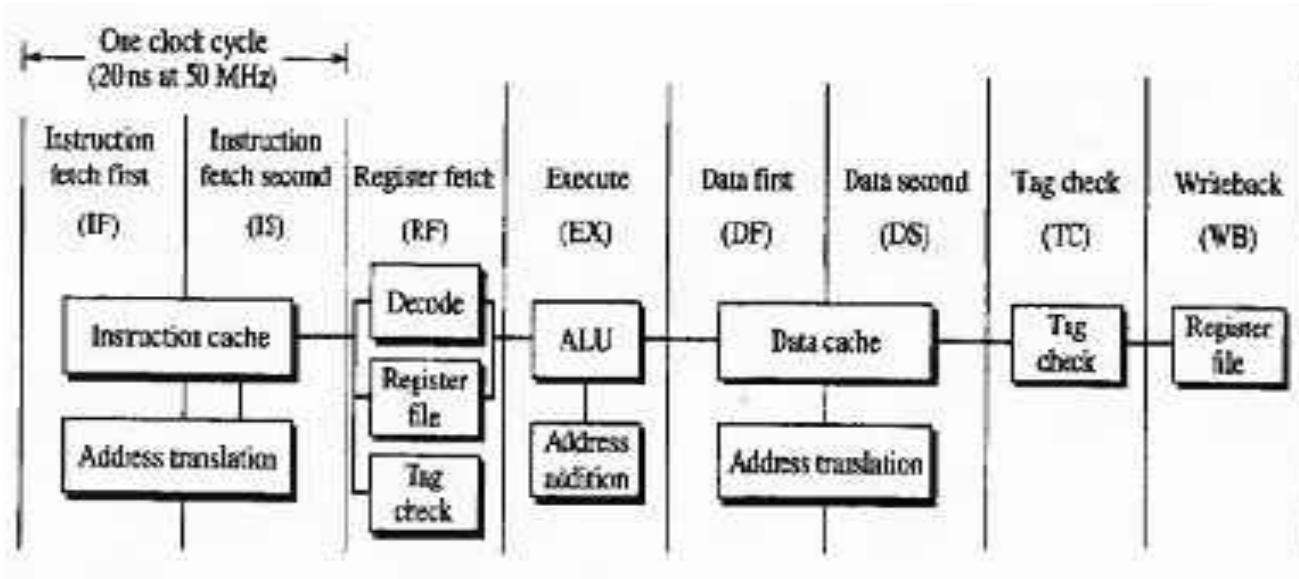 One clock cycle
(20 ns at 50 MHz)
Instruction
fetch first
(IF)
Instruction
fetch second
(IS)
Register fetch
(RF)
Execute
(EX)
Data first
(DF)
Data second
(DS)
Tag check
(TC)
Writeback
(WB)
Instruction cache
Address translation
Decode
Register
file
Tag
check
ALU
Address
addition
Data cache
Address translation
Tag
check
Register
file